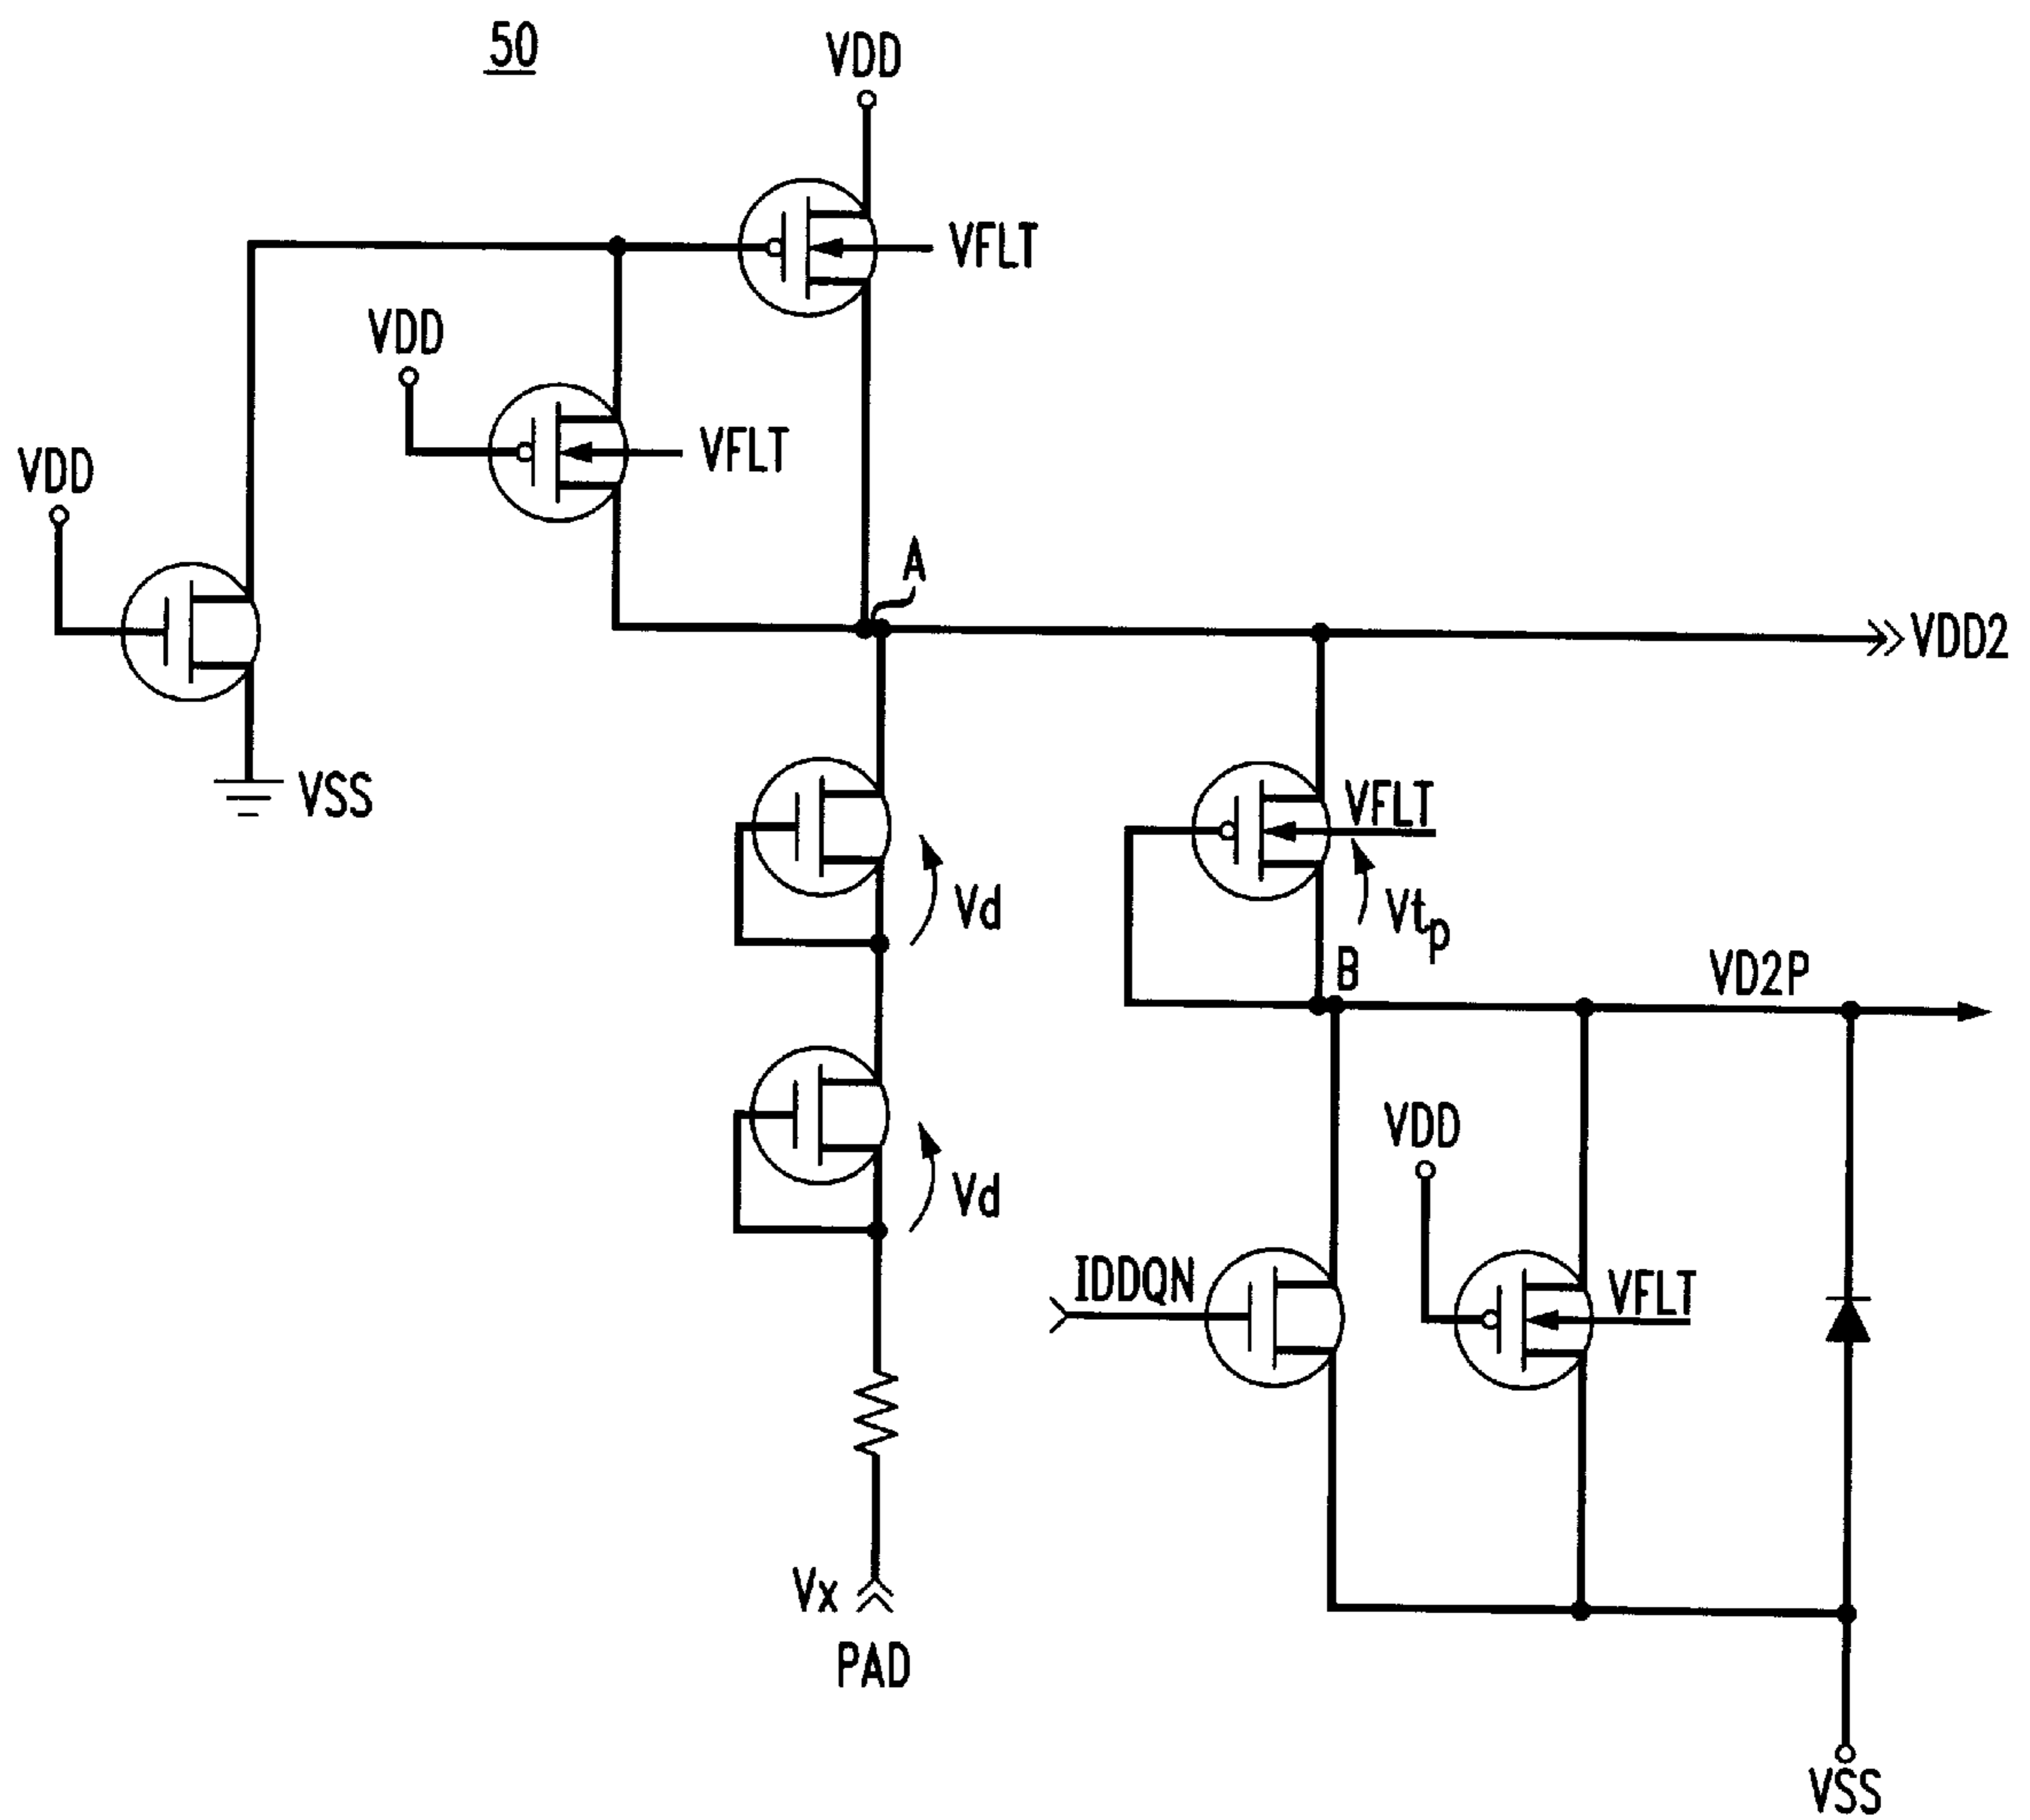 50
VDD
VFLT
VDD
VFLT
VDD
A
VDD2
VSS
VFLT
Vd
Vtp
B
VD2P
VDD
Vd
IDDQN
VFLT
Vx
PAD
VSS